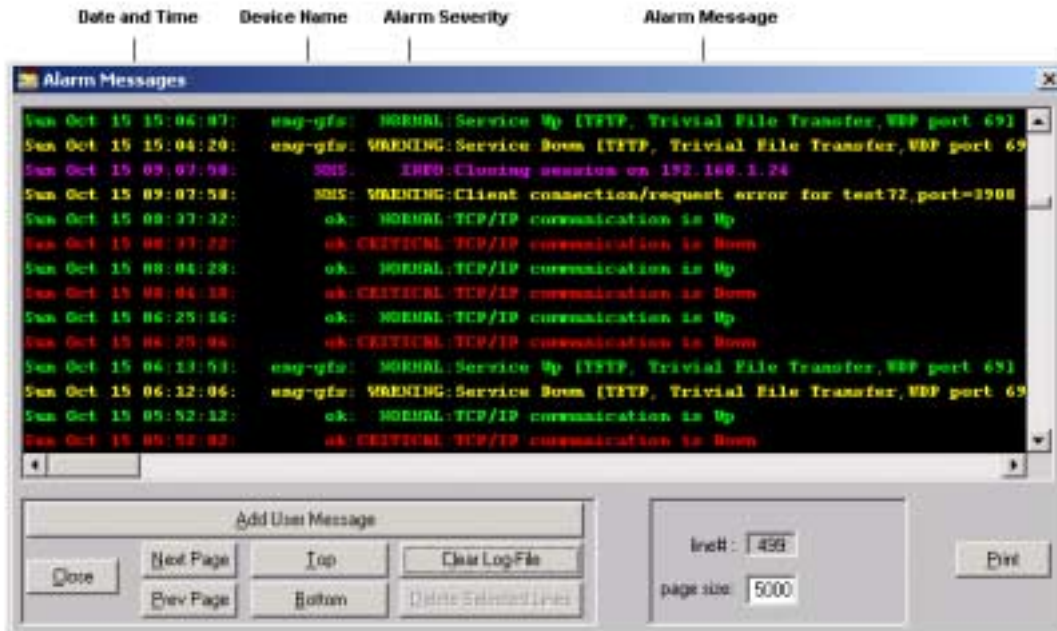 Date and Time Device Name Alarm Severity Alarm Message
Alarm Messages
Sun Oct 15 15:06:07: eng-gfs: NORMAL:Service Up [TFTP, Trivial File Transfer,UDP port 69]
Sun Oct 15 15:04:20: eng-gfs: WARNING:Service Down [TFTP, Trivial File Transfer,UDP port 69
Sun Oct 15 09:07:58: INFO:Closing session on 192.168.1.24
Sun Oct 15 09:07:58: WARNING:Client connection/request error for test72,port=3908
Sun Oct 15 08:37:32: ok: NORMAL:TCP/IP communication is Up
Sun Oct 15 08:37:22: ok:CRITICAL:TCP/IP communication is Down
Sun Oct 15 08:04:28: ok: NORMAL:TCP/IP communication is Up
Sun Oct 15 08:04:18: ok:CRITICAL:TCP/IP communication is Down
Sun Oct 15 06:25:16: ok: NORMAL:TCP/IP communication is Up
Sun Oct 15 06:25:06: ok:CRITICAL:TCP/IP communication is Down
Sun Oct 15 06:13:53: eng-gfs: NORMAL:Service Up [TFTP, Trivial File Transfer,UDP port 69]
Sun Oct 15 06:12:06: eng-gfs: WARNING:Service Down [TFTP, Trivial File Transfer,UDP port 69
Sun Oct 15 05:52:12: ok: NORMAL:TCP/IP communication is Up
Sun Oct 15 05:52:02: ok:CRITICAL:TCP/IP communication is Down
Add User Message
Close Next Page Top Clear Log-File
Prev Page Bottom Delete Selected Lines
line#: 499
page size: 5000
Print